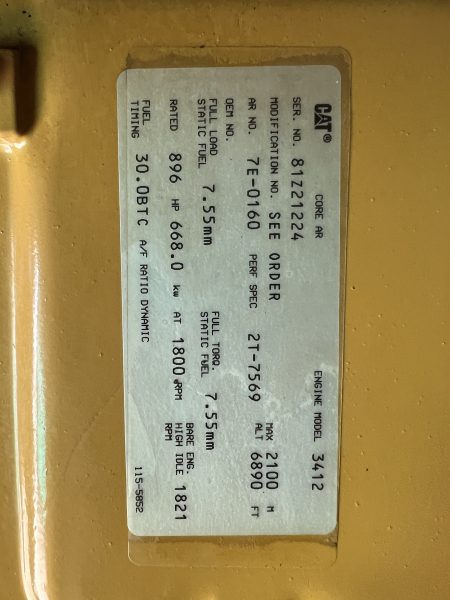 CAT® CORE AR ENGINE MODEL 3412
SER. NO. 81Z21224
MODIFICATION NO. SEE ORDER MAX 2100 M
AR NO. 7E-0160 PERF SPEC 2T-7569 ALT 6890 FT
OEM NO.
FULL LOAD FULL TORQ.
STATIC FUEL 7.55mm STATIC FUEL 7.55mm
BARE ENG.
RATED 896 HP 668.0 kw AT 1800 RPM HIGH IDLE 1821
RPM
FUEL
TIMING 30.0BTC A/F RATIO DYNAMIC 115-5852